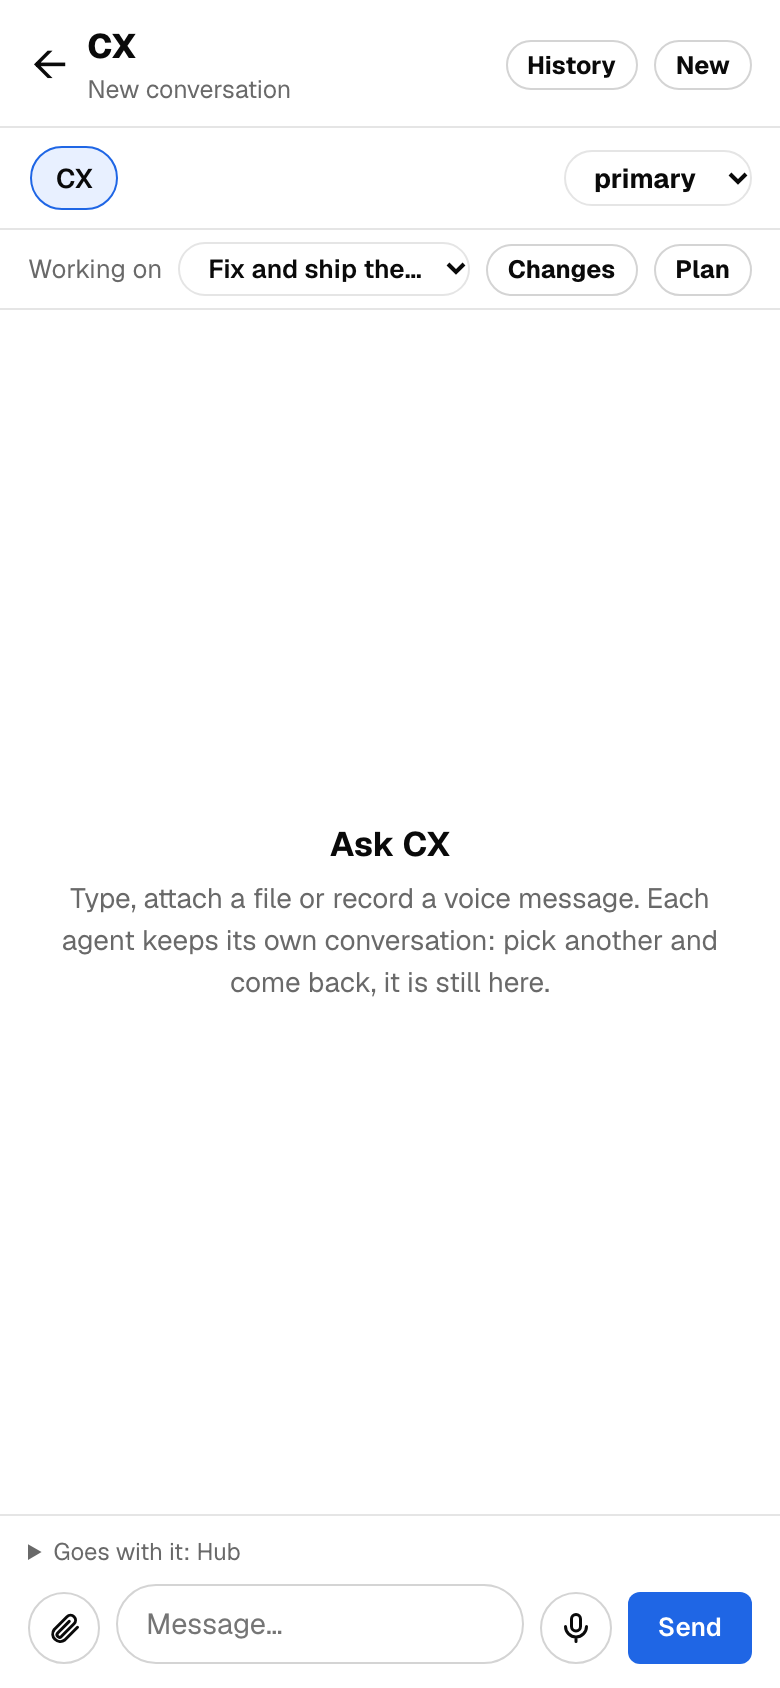 CX
New conversation
History
New
CX
primary
Working on
Fix and ship the...
Changes
Plan
Ask CX
Type, attach a file or record a voice message. Each
agent keeps its own conversation: pick another and
come back, it is still here.
Goes with it: Hub
Message...
Send